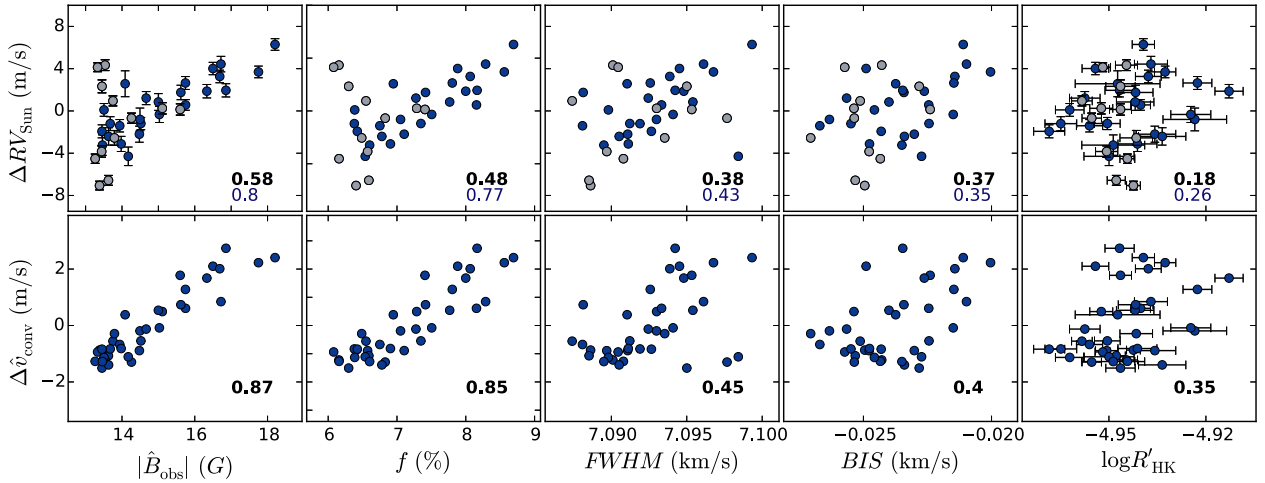 8
4
0
−4
−8
ΔRV_Sun (m/s)
0.58
0.8
0.48
0.77
0.38
0.43
0.37
0.35
0.18
0.26
2
0
−2
Δv̂_conv (m/s)
0.87
0.85
0.45
0.4
0.35
14 16 18
6 7 8 9
7.090 7.095 7.100
−0.025 −0.020
−4.95 −4.92
|B̂_obs| (G)
f (%)
FWHM (km/s)
BIS (km/s)
logR′_HK